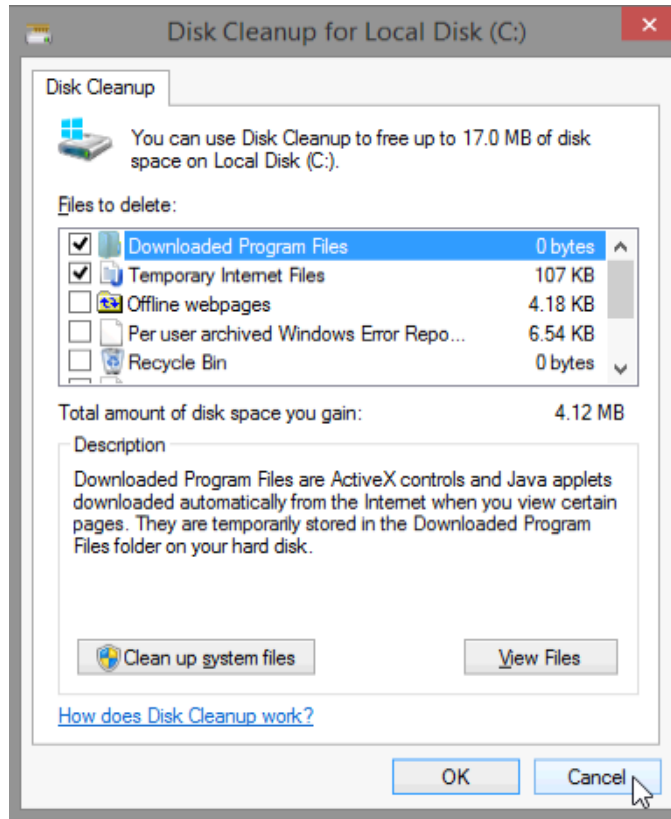 Disk Cleanup for Local Disk (C:)
Disk Cleanup
You can use Disk Cleanup to free up to 17.0 MB of disk
space on Local Disk (C:).
Files to delete:
Downloaded Program Files 0 bytes
Temporary Internet Files 107 KB
Offline webpages 4.18 KB
Per user archived Windows Error Repo... 6.54 KB
Recycle Bin 0 bytes
Total amount of disk space you gain: 4.12 MB
Description
Downloaded Program Files are ActiveX controls and Java applets
downloaded automatically from the Internet when you view certain
pages. They are temporarily stored in the Downloaded Program
Files folder on your hard disk.
Clean up system files View Files
How does Disk Cleanup work?
OK Cancel